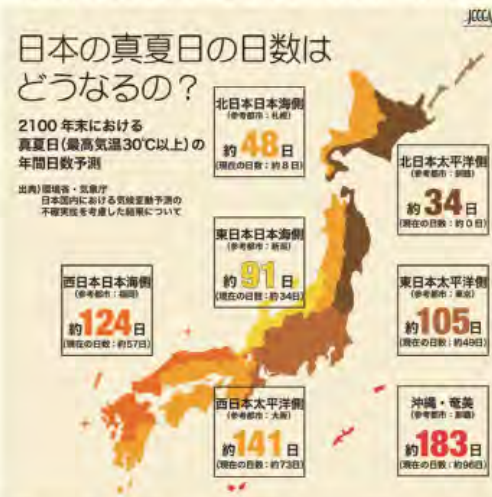 JCCCA
日本の真夏日の日数は
どうなるの？
2100年末における
真夏日(最高気温30℃以上)の
年間日数予測
出典)環境省・気象庁
日本国内における気候変動予測の
不確実性を考慮した結果について
北日本日本海側
(参考都市：札幌)
約48日
(現在の日数：約8日)
北日本太平洋側
(参考都市：釧路)
約34日
(現在の日数：約0日)
東日本日本海側
(参考都市：新潟)
約91日
(現在の日数：約34日)
西日本日本海側
(参考都市：福岡)
約124日
(現在の日数：約57日)
東日本太平洋側
(参考都市：東京)
約105日
(現在の日数：約49日)
西日本太平洋側
(参考都市：大阪)
約141日
(現在の日数：約73日)
沖縄・奄美
(参考都市：那覇)
約183日
(現在の日数：約96日)